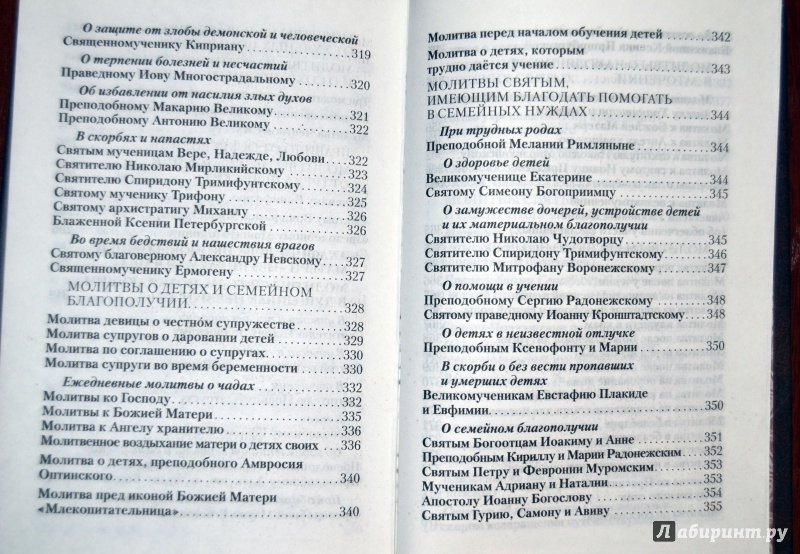 О защите от злобы демонской и человеческой
Священномученику Киприану 319
О терпении болезней и несчастий
Праведному Иову Многострадальному 320
Об избавлении от насилия злых духов
Преподобному Макарию Великому 321
Преподобному Антонию Великому 322
В скорбях и напастях
Святым мученицам Вере, Надежде, Любови 322
Святителю Николаю Мирликийскому 323
Святителю Спиридону Тримифунтскому 324
Святому мученику Трифону 325
Святому архистратигу Михаилу 326
Блаженной Ксении Петербургской 326
Во время бедствий и нашествия врагов
Святому благоверному Александру Невскому 327
Священномученику Ермогену 327
МОЛИТВЫ О ДЕТЯХ И СЕМЕЙНОМ
БЛАГОПОЛУЧИИ 328
Молитва девицы о честном супружестве 328
Молитва супругов о даровании детей 329
Молитва по соглашению о супругах 330
Молитва супруги во время беременности 330
Ежедневные молитвы о чадах 332
Молитвы ко Господу 332
Молитвы к Божией Матери 335
Молитва к Ангелу хранителю 336
Молитвенное воздыхание матери о детях своих 336
Молитва о детях, преподобного Амвросия
Оптинского 340
Молитва пред иконой Божией Матери
«Млекопитательница» 340
Молитва перед началом обучения детей 342
Молитва о детях, которым
трудно даётся учение 343
МОЛИТВЫ СВЯТЫМ,
ИМЕЮЩИМ БЛАГОДАТЬ ПОМОГАТЬ
В СЕМЕЙНЫХ НУЖДАХ 344
При трудных родах
Преподобной Мелании Римляныне 344
О здоровье детей
Великомученице Екатерине 344
Святому Симеону Богоприимцу 345
О замужестве дочерей, устройстве детей
и их материальном благополучии
Святителю Николаю Чудотворцу 345
Святителю Спиридону Тримифунтскому 346
Святителю Митрофану Воронежскому 347
О помощи в учении
Преподобному Сергию Радонежскому 348
Святому праведному Иоанну Кронштадтскому 348
О детях в неизвестной отлучке
Преподобным Ксенофонту и Марии 350
В скорби о без вести пропавших
и умерших детях
Великомученикам Евстафию Плакиде
и Евфимии 350
О семейном благополучии
Святым Богоотцам Иоакиму и Анне 351
Преподобным Кириллу и Марии Радонежским 352
Святым Петру и Февронии Муромским 353
Мученикам Адриану и Наталии 353
Апостолу Иоанну Богослову 354
Святым Гурию, Самону и Авиву 355
Лабиринт.ру